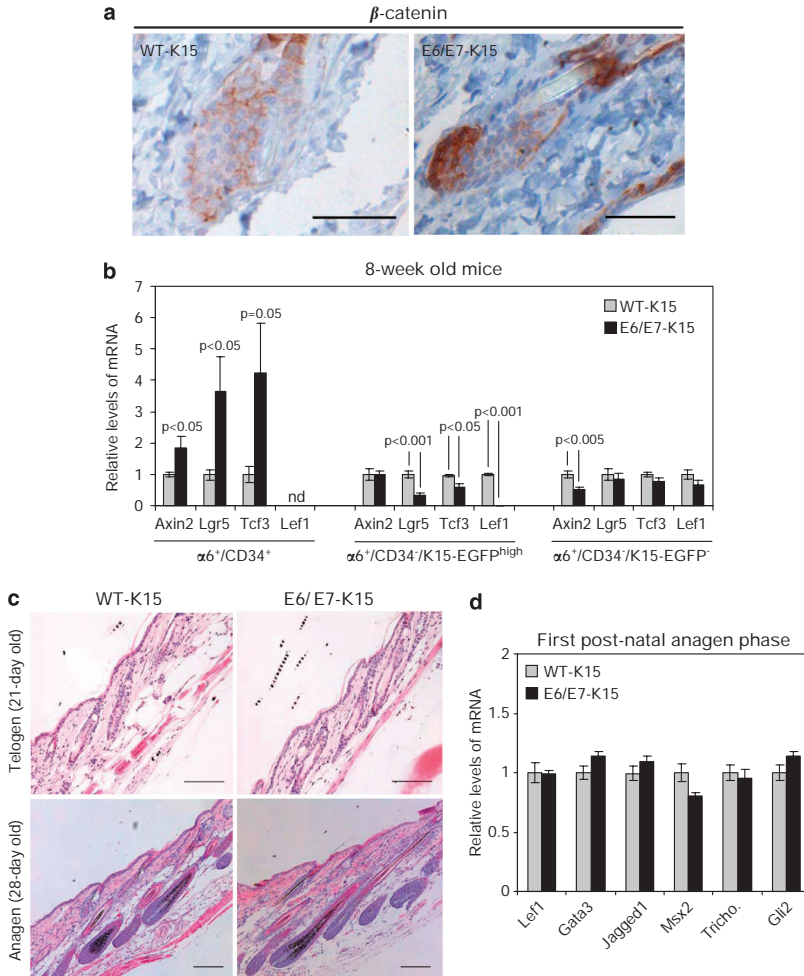 a
β-catenin
WT-K15
E6/E7-K15
b
8-week old mice
Relative levels of mRNA
7
6
5
4
3
2
1
0
WT-K15
E6/E7-K15
p<0.05
p<0.05
p=0.05
nd
p<0.001
p<0.05
p<0.001
p<0.005
Axin2 Lgr5 Tcf3 Lef1
Axin2 Lgr5 Tcf3 Lef1
Axin2 Lgr5 Tcf3 Lef1
α6⁺/CD34⁺
α6⁺/CD34⁻/K15-EGFPʰⁱᵍʰ
α6⁺/CD34⁻/K15-EGFP⁻
c
WT-K15
E6/ E7-K15
Telogen (21-day old)
Anagen (28-day old)
d
First post-natal anagen phase
Relative levels of mRNA
2
1.5
1
0.5
0
WT-K15
E6/E7-K15
Lef1
Gata3
Jagged1
Msx2
Tricho.
Gli2